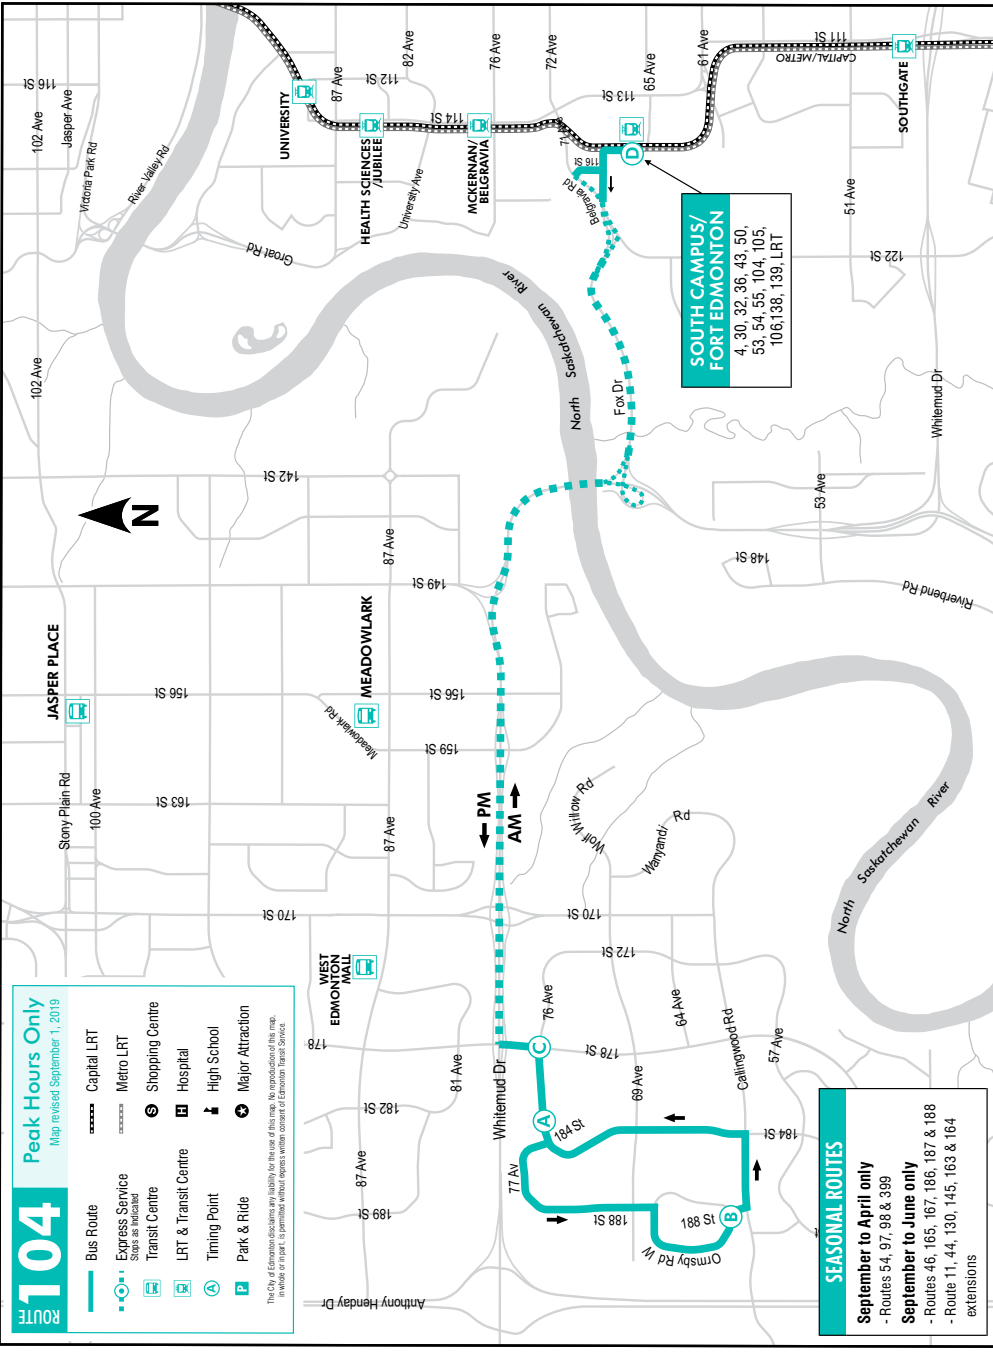 ROUTE
104
Peak Hours Only
Map revised September 1, 2019
Bus Route
Express Service
Stops as Indicated
Transit Centre
LRT & Transit Centre
A
Timing Point
P
Park & Ride
Capital LRT
Metro LRT
S
Shopping Centre
H
Hospital
High School
Major Attraction
The City of Edmonton disclaims any liability for the use of this map. No reproduction of this map,
in whole or in part, is permitted without express written consent of Edmonton Transit Service.
SEASONAL ROUTES
September to April only
- Routes 54, 97, 98 & 399
September to June only
- Routes 46, 165, 167, 186, 187 & 188
- Route 11, 44, 130, 145, 163 & 164
extensions
SOUTH CAMPUS/
FORT EDMONTON
4, 30, 32, 36, 43, 50,
53, 54, 55, 104, 105,
106,138, 139, LRT
N
JASPER PLACE
MEADOWLARK
WEST
EDMONTON
MALL
UNIVERSITY
HEALTH SCIENCES
/JUBILEE
MCKERNAN/
BELGRAVIA
SOUTHGATE
CAPITAL/METRO
PM
AM
A
B
C
D
116 St
102 Ave
Jasper Ave
Victoria Park Rd
River Valley Rd
Groat Rd
87 Ave
112 St
82 Ave
114 St
University Ave
76 Ave
72 Ave
71 Ave
116 St
Belgravia Rd
113 St
65 Ave
61 Ave
111 St
51 Ave
122 St
Whitemud Dr
Fox Dr
North
Saskatchewan
River
102 Ave
142 St
87 Ave
149 St
53 Ave
148 St
Riverbend Rd
156 St
Meadowlark Rd
156 St
159 St
Stony Plain Rd
100 Ave
163 St
87 Ave
Wolf Willow Rd
Wanyandi
Rd
170 St
170 St
172 St
North
Saskatchewan
River
178
76 Ave
178 St
64 Ave
Callingwood Rd
57 Ave
69 Ave
81 Ave
Whitemud Dr
182 St
184 St
184 St
87 Ave
189 St
77 Av
188 St
188 St
Ormsby Rd W
Anthony Henday Dr